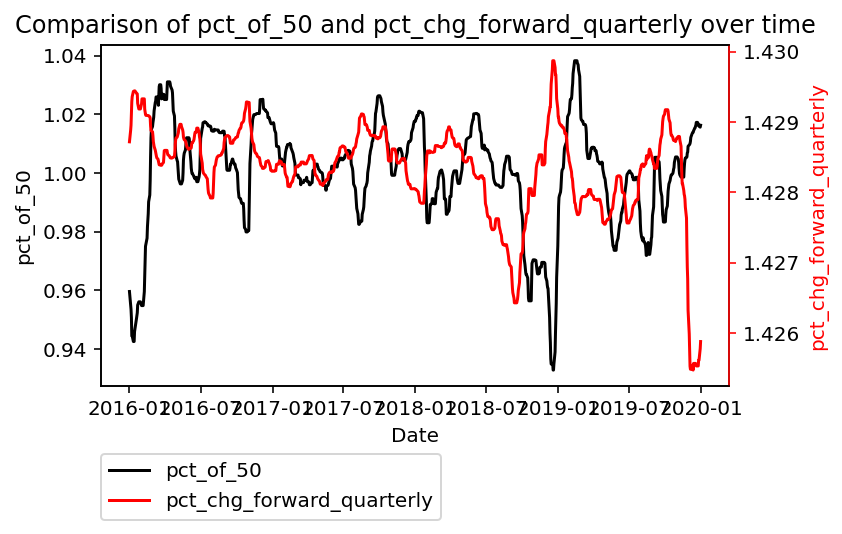 Comparison of pct_of_50 and pct_chg_forward_quarterly over time
1.04
1.02
1.00
0.98
0.96
0.94
pct_of_50
1.430
1.429
1.428
1.427
1.426
pct_chg_forward_quarterly
2016-01 2016-07 2017-01 2017-07 2018-01 2018-07 2019-01 2019-07 2020-01
Date
pct_of_50
pct_chg_forward_quarterly